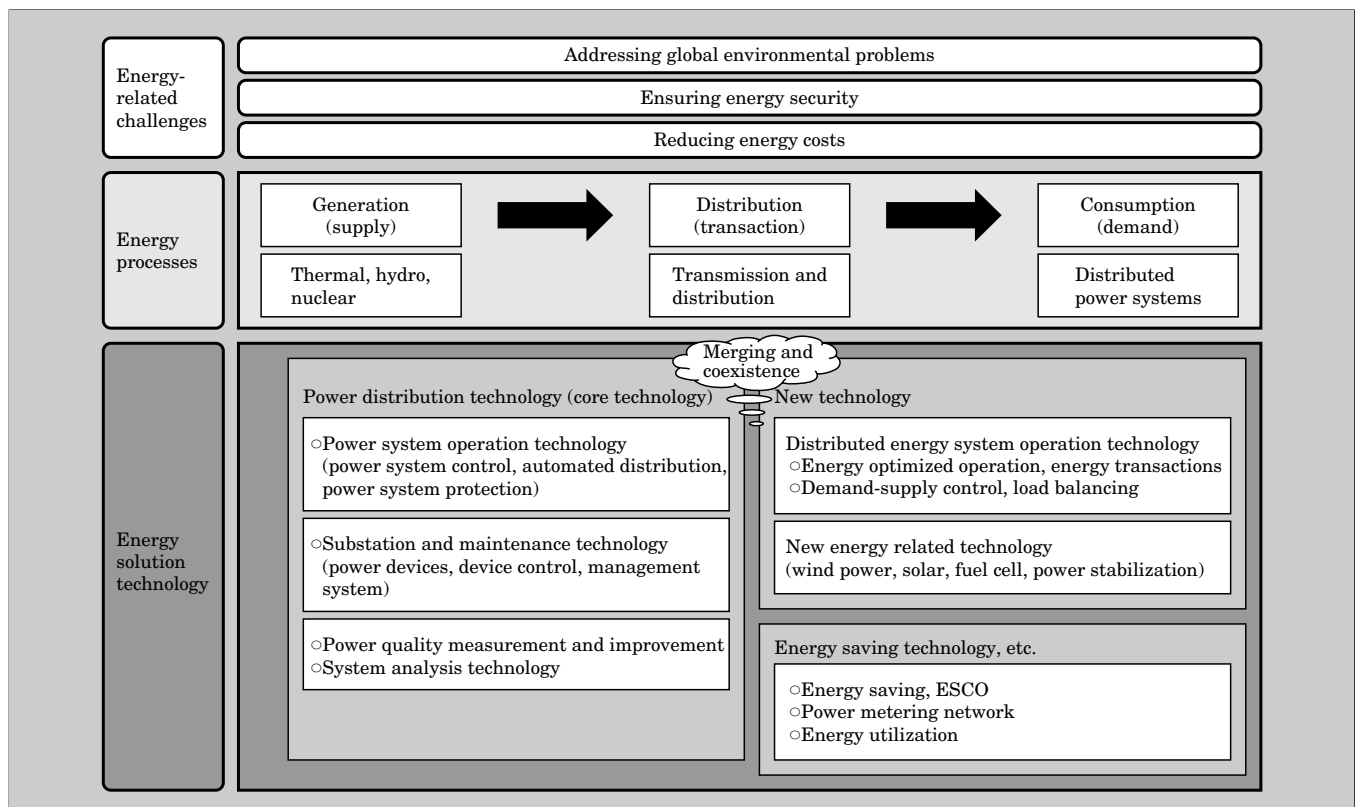 Energy-
related
challenges
Addressing global environmental problems
Ensuring energy security
Reducing energy costs
Energy
processes
Generation
(supply)
Distribution
(transaction)
Consumption
(demand)
Thermal, hydro,
nuclear
Transmission and
distribution
Distributed
power systems
Energy
solution
technology
Merging and
coexistence
Power distribution technology (core technology)
○Power system operation technology
(power system control, automated distribution,
power system protection)
○Substation and maintenance technology
(power devices, device control, management
system)
○Power quality measurement and improvement
○System analysis technology
New technology
Distributed energy system operation technology
○Energy optimized operation, energy transactions
○Demand-supply control, load balancing
New energy related technology
(wind power, solar, fuel cell, power stabilization)
Energy saving technology, etc.
○Energy saving, ESCO
○Power metering network
○Energy utilization